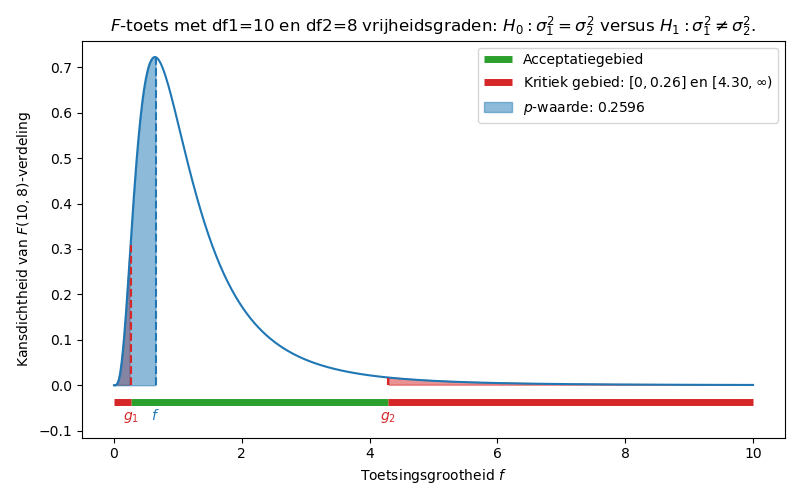 F-toets met df1=10 en df2=8 vrijheidsgraden: H₀ : σ₁² = σ₂² versus H₁ : σ₁² ≠ σ₂².
Acceptatiegebied
Kritiek gebied: [0, 0.26] en [4.30, ∞)
p-waarde: 0.2596
Kansdichtheid van F(10, 8)-verdeling
0.7
0.6
0.5
0.4
0.3
0.2
0.1
0.0
−0.1
g₁ f g₂
0 2 4 6 8 10
Toetsingsgrootheid f